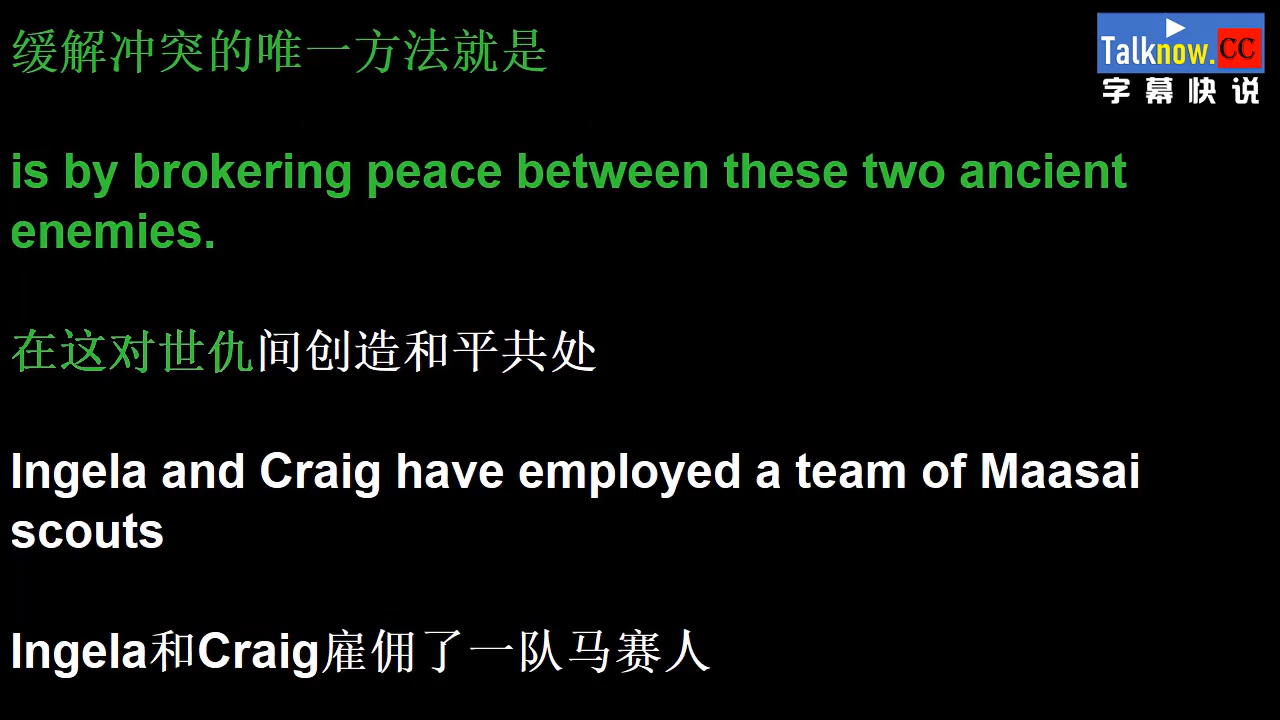 缓解冲突的唯一方法就是
Talknow.CC
字幕快说
is by brokering peace between these two ancient
enemies.
在这对世仇间创造和平共处
Ingela and Craig have employed a team of Maasai
scouts
Ingela和Craig雇佣了一队马赛人